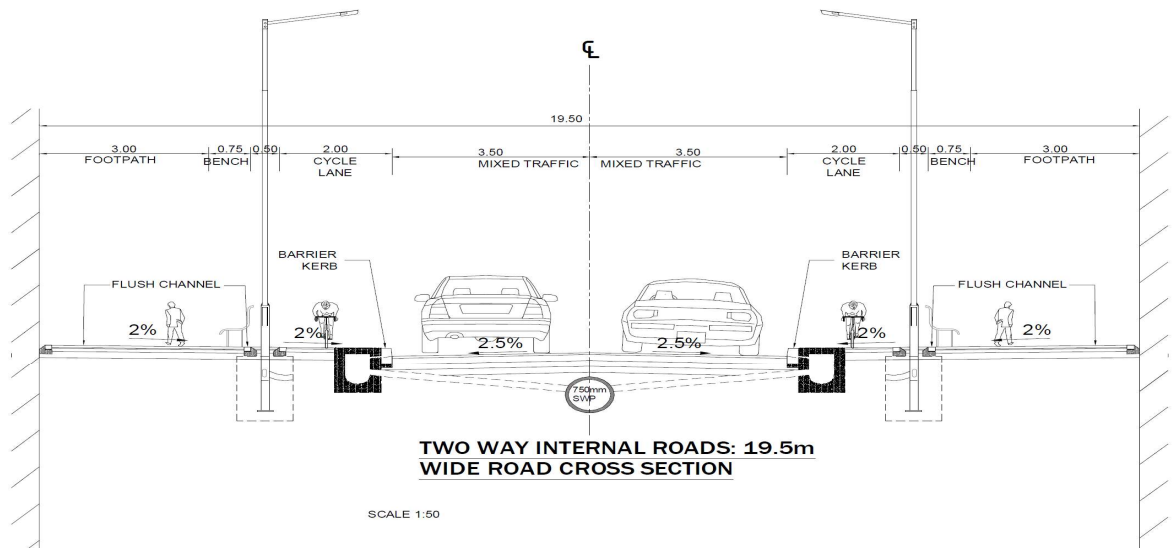 ℄
19.50
3.00 0.75 0.50 2.00 3.50 3.50 2.00 0.50 0.75 3.00
FOOTPATH BENCH CYCLE MIXED TRAFFIC MIXED TRAFFIC CYCLE BENCH FOOTPATH
LANE LANE
BARRIER BARRIER
KERB KERB
FLUSH CHANNEL FLUSH CHANNEL
2% 2% 2.5% 2.5% 2% 2%
750mm
SWP
TWO WAY INTERNAL ROADS: 19.5m
WIDE ROAD CROSS SECTION
SCALE 1:50